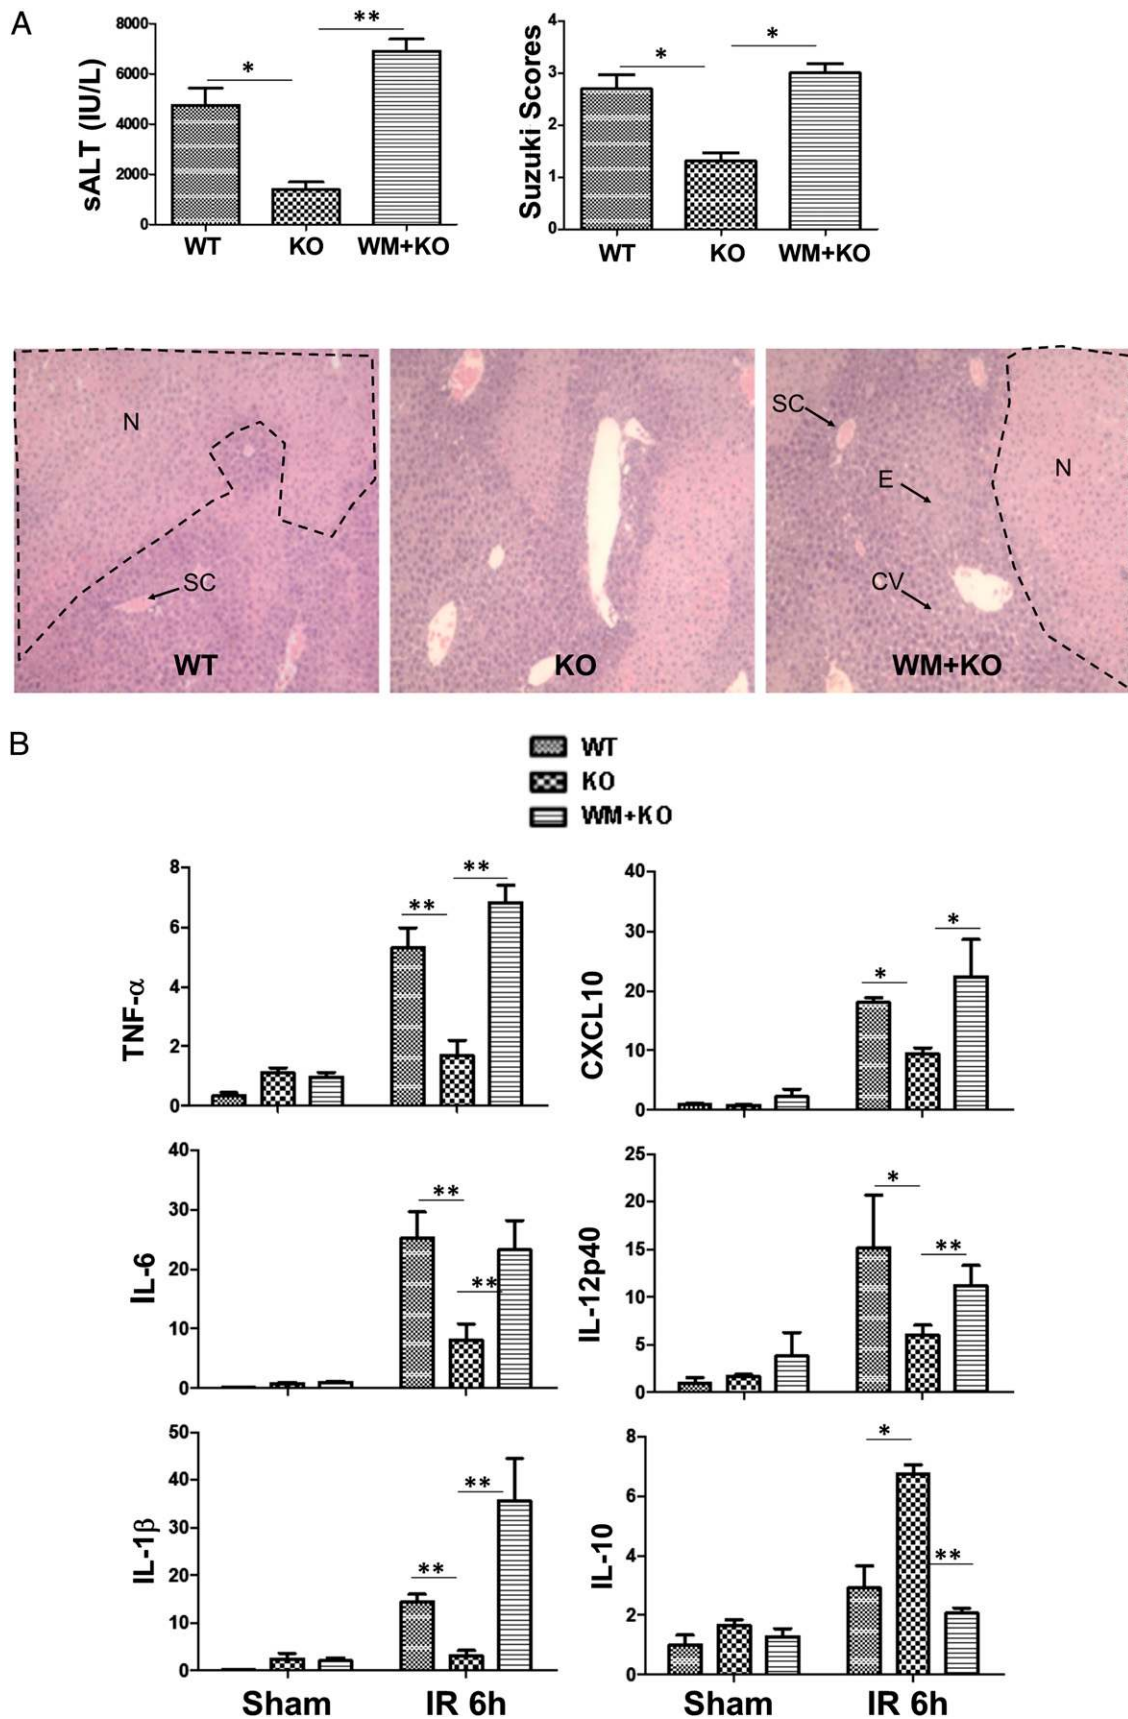 A
sALT (IU/L)
8000
6000
4000
2000
0
*
**
WT
KO
WM+KO
Suzuki Scores
4
3
2
1
0
*
*
WT
KO
WM+KO
N
SC
WT
KO
SC
E
CV
N
WM+KO
B
WT
KO
WM+KO
TNF-α
8
6
4
2
0
**
**
CXCL10
40
30
20
10
0
*
*
IL-6
40
30
20
10
0
**
**
IL-12p40
25
20
15
10
5
0
*
**
IL-1β
50
40
30
20
10
0
**
**
Sham
IR 6h
IL-10
8
6
4
2
0
*
**
Sham
IR 6h